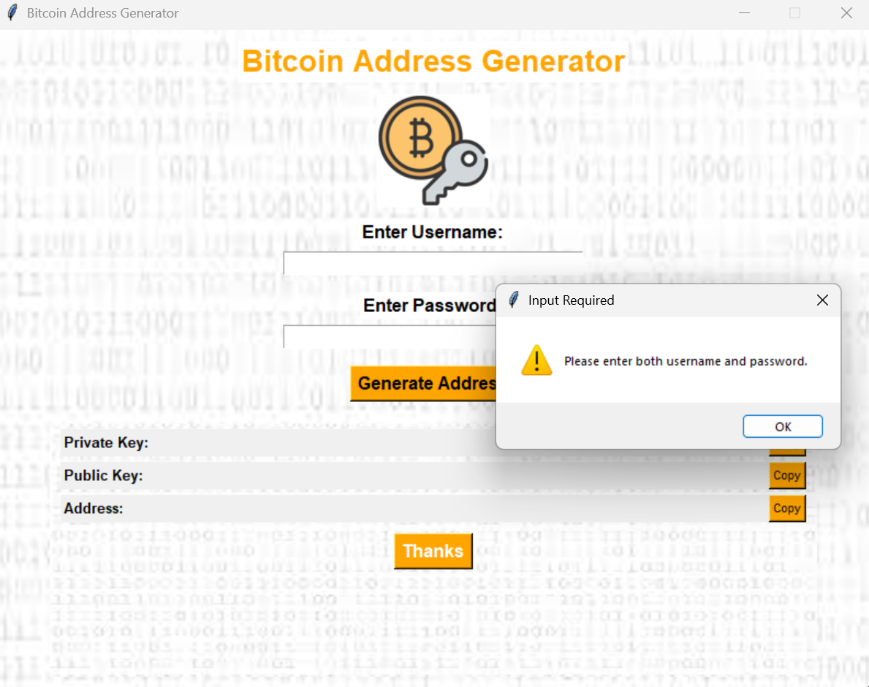 Bitcoin Address Generator
Bitcoin Address Generator
Enter Username:
Enter Password
Input Required
Please enter both username and password.
OK
Generate Addres
Private Key:
Public Key:
Copy
Address:
Copy
Thanks